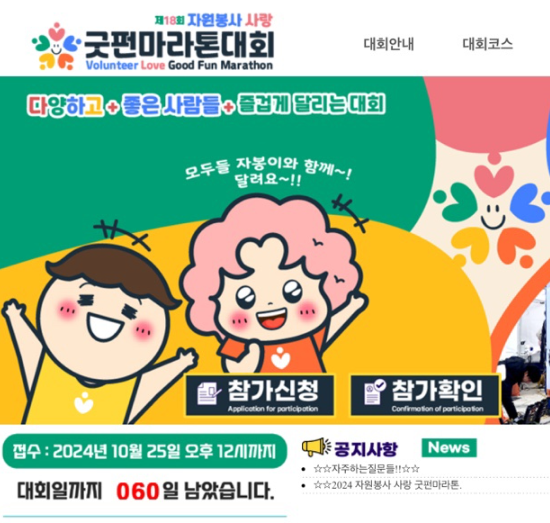 제18회 자원봉사 사랑
굿펀마라톤대회
Volunteer Love Good Fun Marathon
대회안내 대회코스
다양하고 + 좋은 사람들 + 즐겁게 달리는 대회
모두들 자봉이와 함께~!
달려요~!!
참가신청
Application for participation
참가확인
Confirmation of participation
접수 : 2024년 10월 25일 오후 12시까지
대회일까지 060일 남았습니다.
공지사항 News
☆☆자주하는질문들!!☆☆
☆☆2024 자원봉사 사랑 굿펀마라톤.